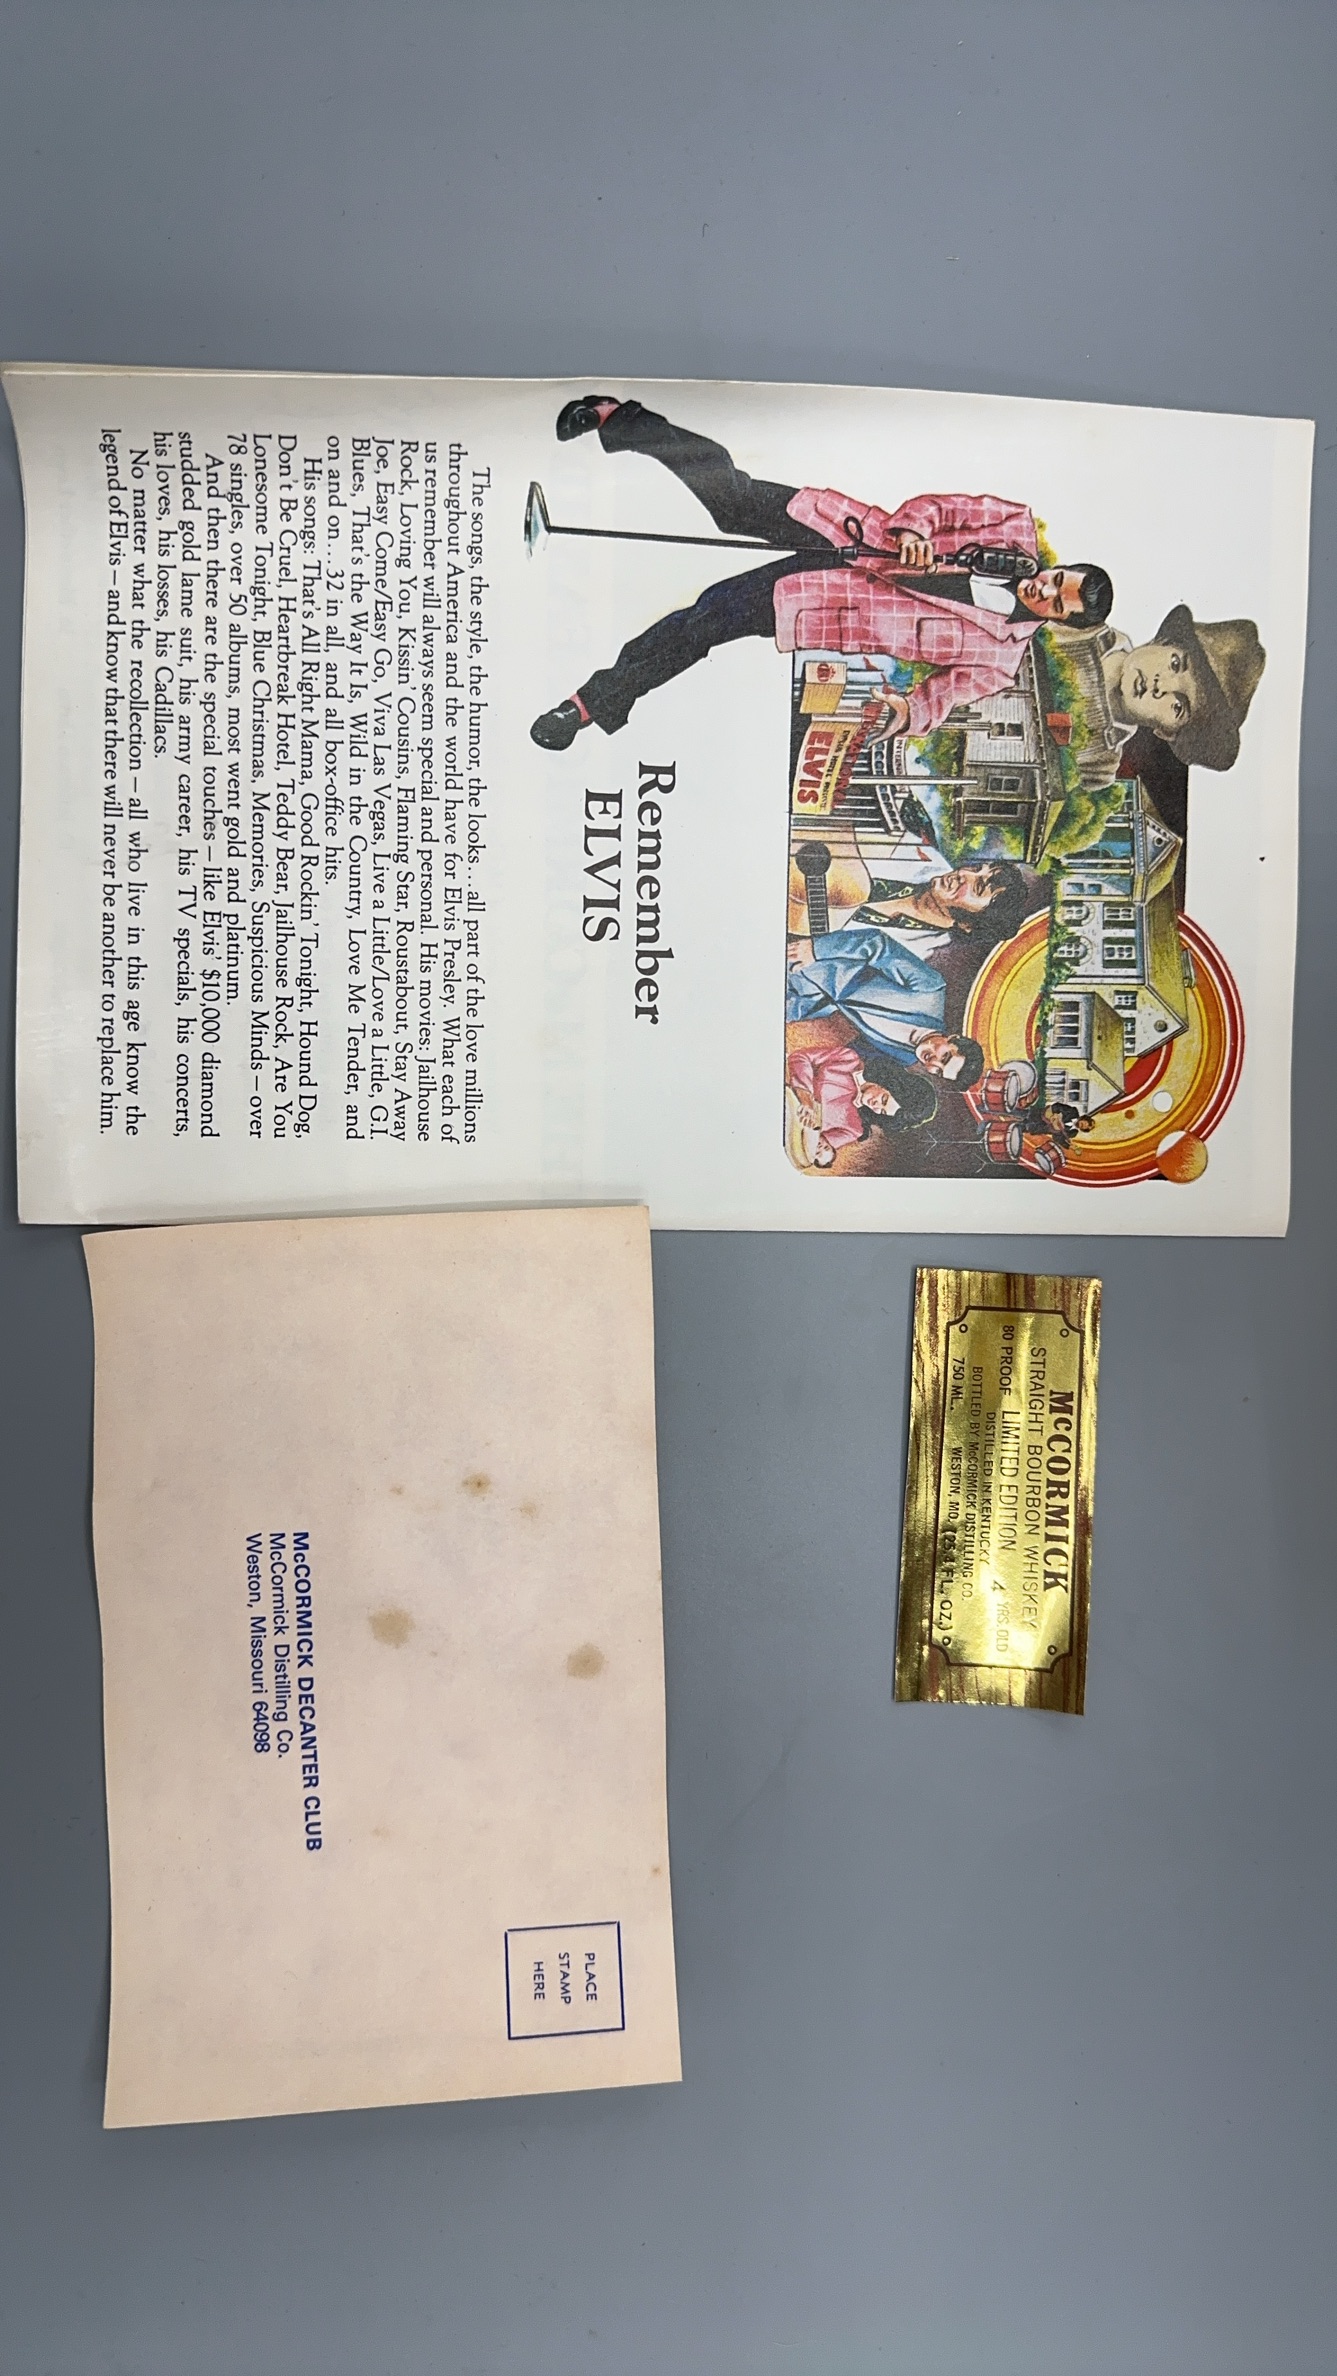 Remember
ELVIS
The songs, the style, the humor, the looks...all part of the love millions
throughout America and the world have for Elvis Presley. What each of
us remember will always seem special and personal. His movies: Jailhouse
Rock, Loving You, Kissin' Cousins, Flaming Star, Roustabout, Stay Away
Joe, Easy Come/Easy Go, Viva Las Vegas, Live a Little/Love a Little, G.I.
Blues, That's the Way It Is, Wild in the Country, Love Me Tender, and
on and on...32 in all, and all box-office hits.
His songs: That's All Right Mama, Good Rockin' Tonight, Hound Dog,
Don't Be Cruel, Heartbreak Hotel, Teddy Bear, Jailhouse Rock, Are You
Lonesome Tonight, Blue Christmas, Memories, Suspicious Minds—over
78 singles, over 50 albums, most went gold and platinum.
And then there are the special touches—like Elvis' $10,000 diamond
studded gold lame suit, his army career, his TV specials, his concerts,
his loves, his losses, his Cadillacs.
No matter what the recollection—all who live in this age know the
legend of Elvis—and know that there will never be another to replace him.
ELVIS
McCORMICK
STRAIGHT BOURBON WHISKEY
80 PROOF LIMITED EDITION 4 YRS. OLD
DISTILLED IN KENTUCKY
BOTTLED BY McCORMICK DISTILLING CO.
750 ML. WESTON, MO. (25.4 FL. OZ.)
PLACE
STAMP
HERE
McCORMICK DECANTER CLUB
McCormick Distilling Co.
Weston, Missouri 64098